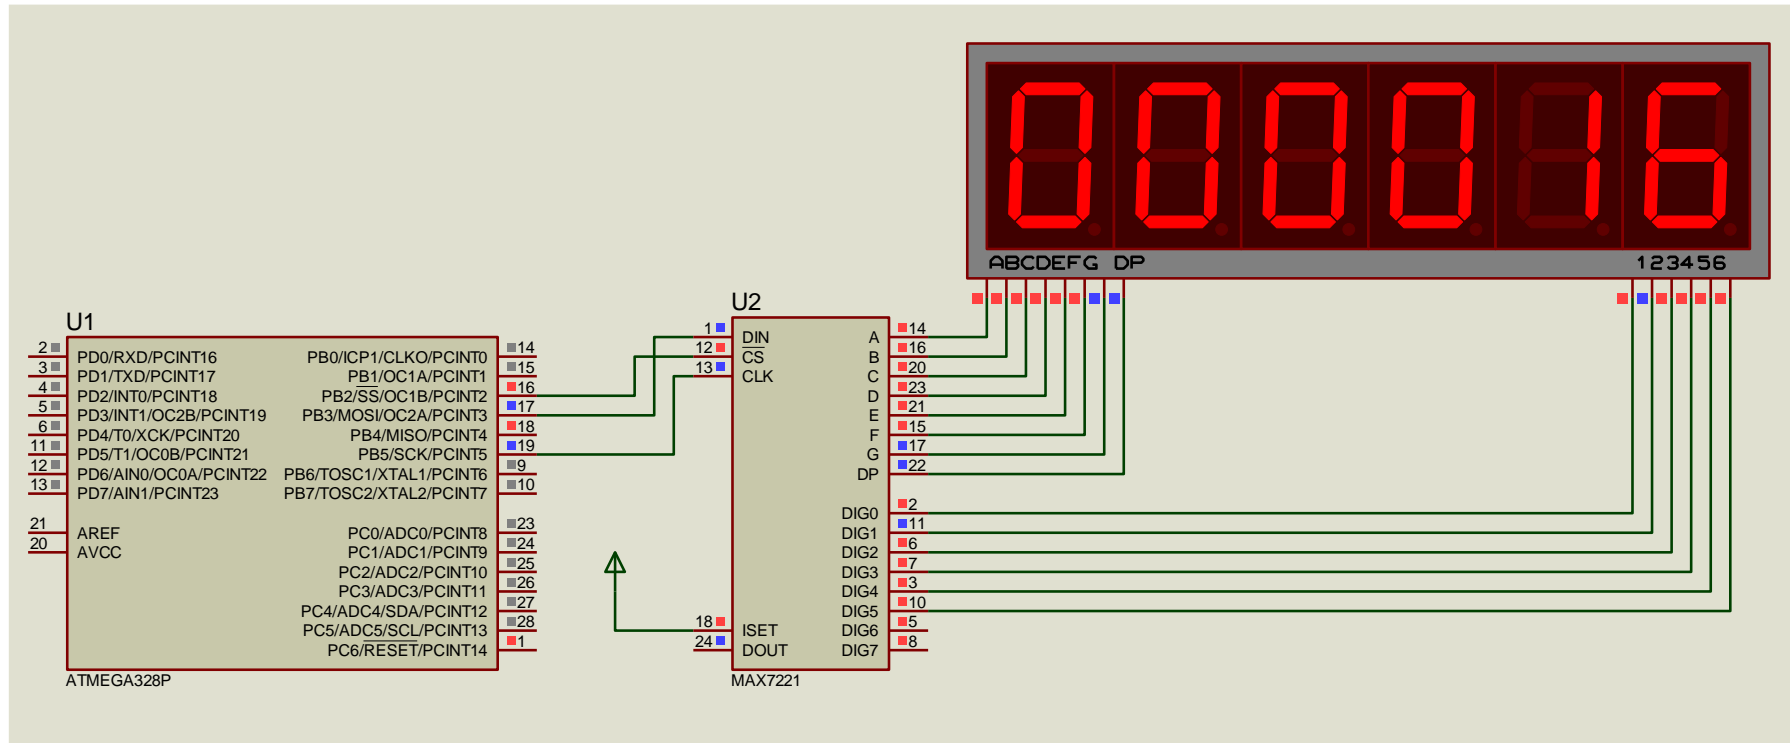 000016
ABCDEFG DP
123456
U1
2 PD0/RXD/PCINT16
3 PD1/TXD/PCINT17
4 PD2/INT0/PCINT18
5 PD3/INT1/OC2B/PCINT19
6 PD4/T0/XCK/PCINT20
11 PD5/T1/OC0B/PCINT21
12 PD6/AIN0/OC0A/PCINT22
13 PD7/AIN1/PCINT23
21 AREF
20 AVCC
PB0/ICP1/CLKO/PCINT0 14
PB1/OC1A/PCINT1 15
PB2/SS/OC1B/PCINT2 16
PB3/MOSI/OC2A/PCINT3 17
PB4/MISO/PCINT4 18
PB5/SCK/PCINT5 19
PB6/TOSC1/XTAL1/PCINT6 9
PB7/TOSC2/XTAL2/PCINT7 10
PC0/ADC0/PCINT8 23
PC1/ADC1/PCINT9 24
PC2/ADC2/PCINT10 25
PC3/ADC3/PCINT11 26
PC4/ADC4/SDA/PCINT12 27
PC5/ADC5/SCL/PCINT13 28
PC6/RESET/PCINT14 1
ATMEGA328P
U2
1 DIN
12 CS
13 CLK
18 ISET
24 DOUT
A 14
B 16
C 20
D 23
E 21
F 15
G 17
DP 22
DIG0 2
DIG1 11
DIG2 6
DIG3 7
DIG4 3
DIG5 10
DIG6 5
DIG7 8
MAX7221